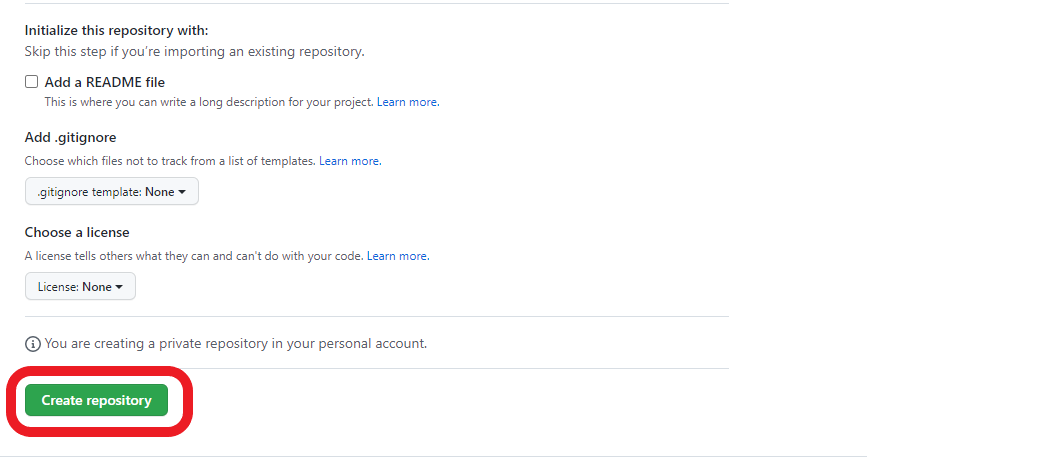 Initialize this repository with:
Skip this step if you're importing an existing repository.
Add a README file
This is where you can write a long description for your project. Learn more.
Add .gitignore
Choose which files not to track from a list of templates. Learn more.
.gitignore template: None
Choose a license
A license tells others what they can and can't do with your code. Learn more.
License: None
You are creating a private repository in your personal account.
Create repository